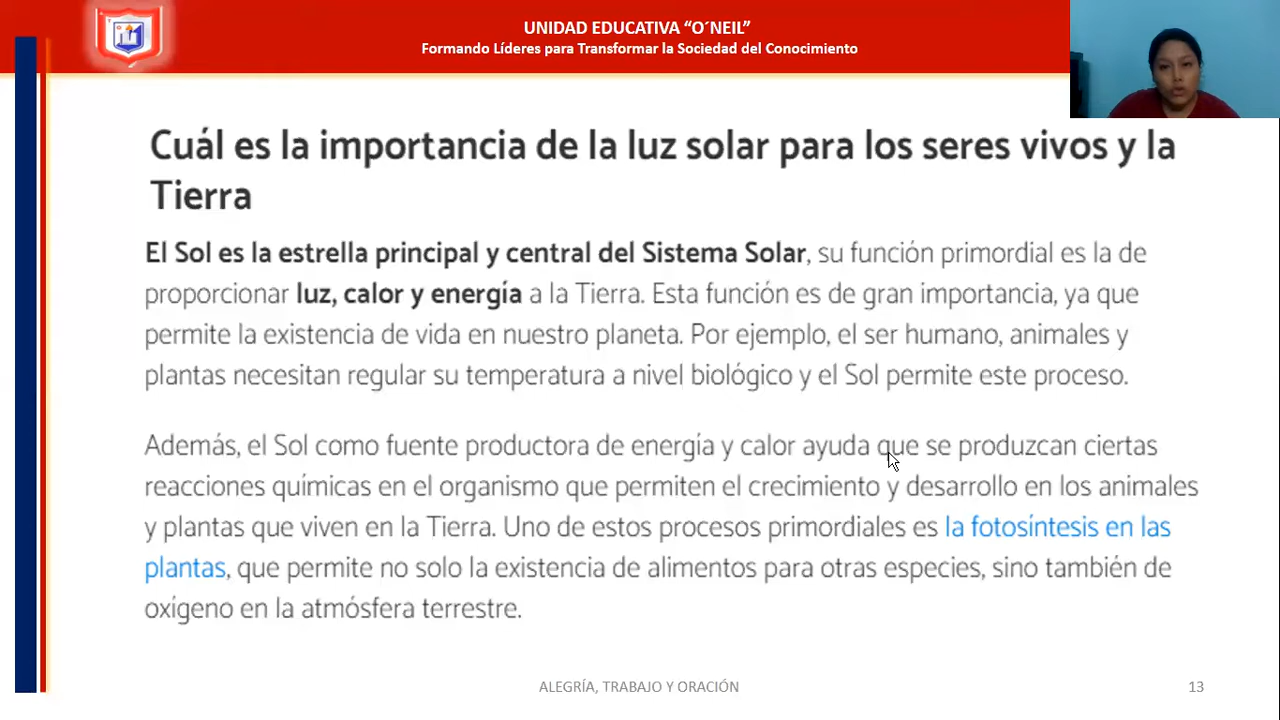 UNIDAD EDUCATIVA “O´NEIL”
Formando Líderes para Transformar la Sociedad del Conocimiento
Cuál es la importancia de la luz solar para los seres vivos y la
Tierra
El Sol es la estrella principal y central del Sistema Solar, su función primordial es la de
proporcionar luz, calor y energía a la Tierra. Esta función es de gran importancia, ya que
permite la existencia de vida en nuestro planeta. Por ejemplo, el ser humano, animales y
plantas necesitan regular su temperatura a nivel biológico y el Sol permite este proceso.
Además, el Sol como fuente productora de energía y calor ayuda que se produzcan ciertas
reacciones químicas en el organismo que permiten el crecimiento y desarrollo en los animales
y plantas que viven en la Tierra. Uno de estos procesos primordiales es la fotosíntesis en las
plantas, que permite no solo la existencia de alimentos para otras especies, sino también de
oxígeno en la atmósfera terrestre.
ALEGRÍA, TRABAJO Y ORACIÓN
13